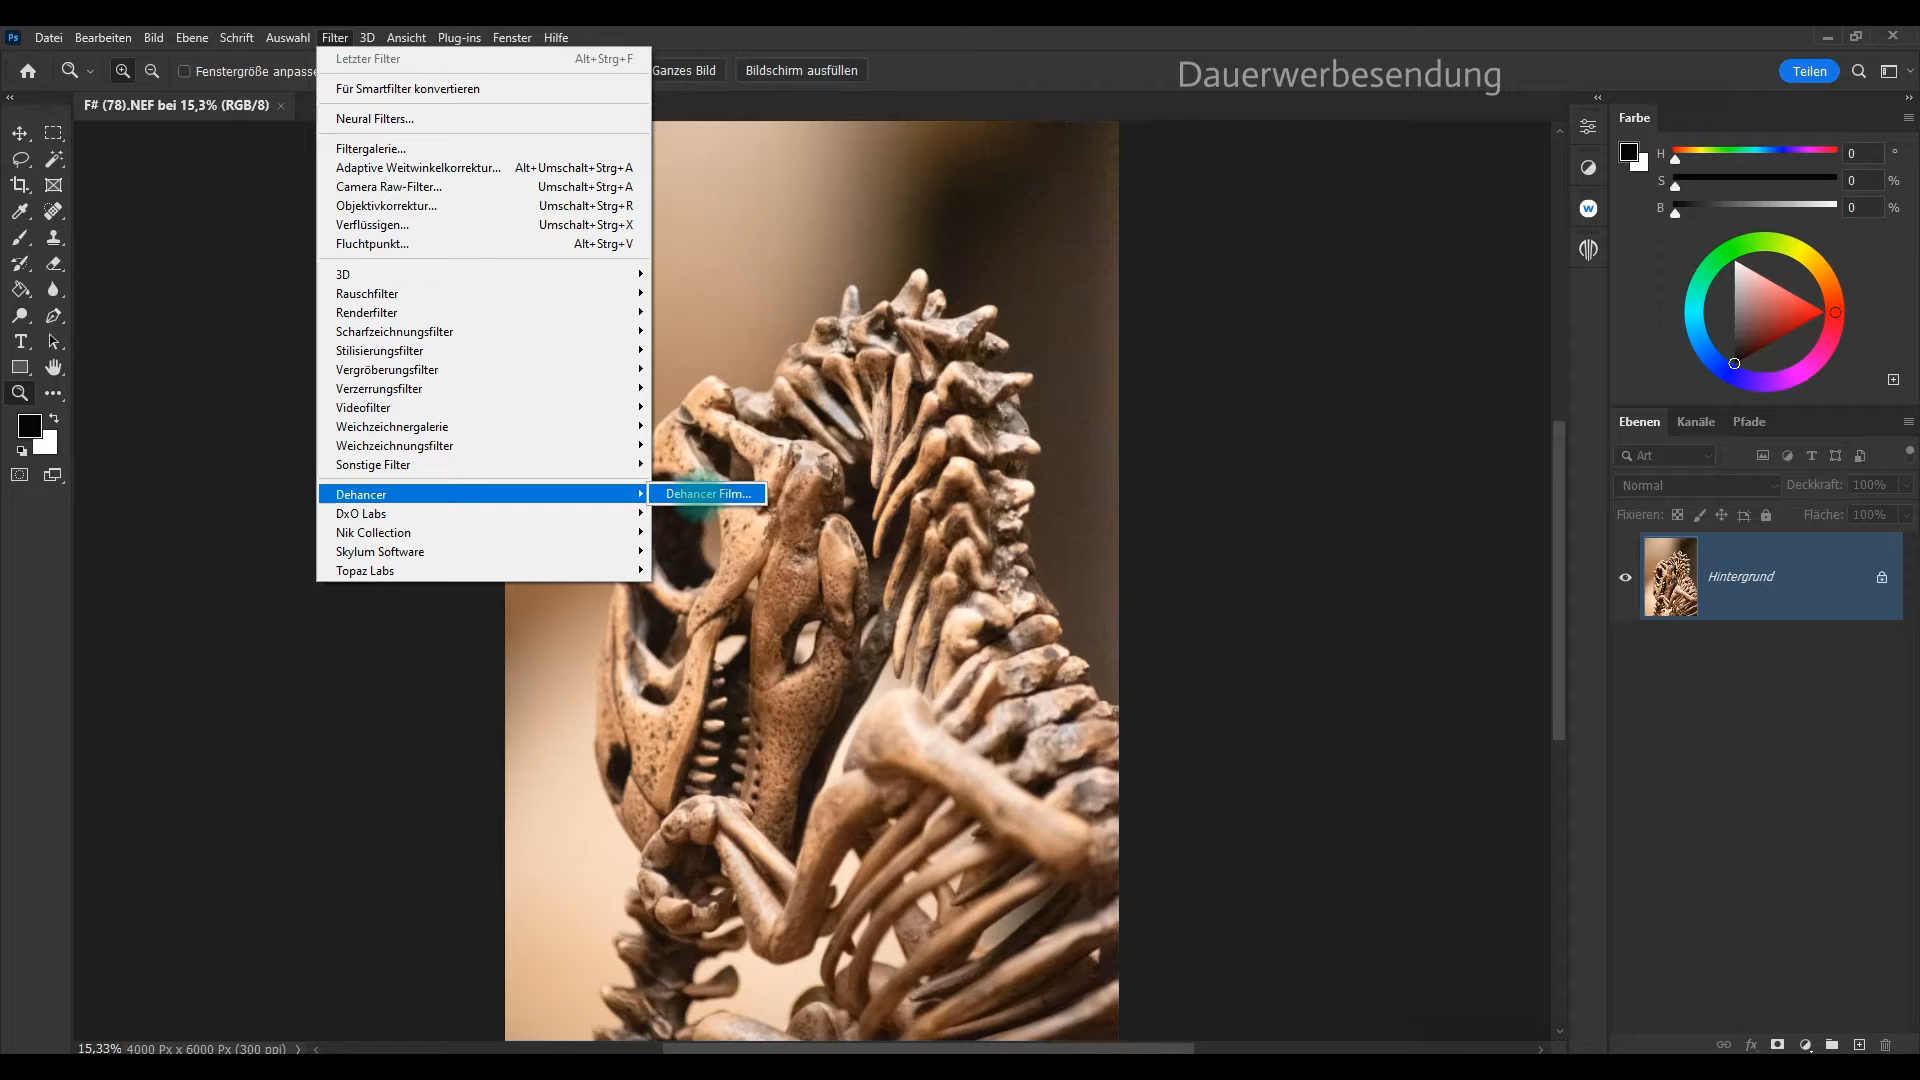 Ps Datei Bearbeiten Bild Ebene Schrift Auswahl Filter 3D Ansicht Plug-ins Fenster Hilfe
Fenstergröße anpasse Ganzes Bild Bildschirm ausfüllen Dauerwerbesendung Teilen
F# (78).NEF bei 15,3% (RGB/8) ×
Letzter Filter Alt+Strg+F
Für Smartfilter konvertieren
Neural Filters...
Filtergalerie...
Adaptive Weitwinkelkorrektur... Alt+Umschalt+Strg+A
Camera Raw-Filter... Umschalt+Strg+A
Objektivkorrektur... Umschalt+Strg+R
Verflüssigen... Umschalt+Strg+X
Fluchtpunkt... Alt+Strg+V
3D
Rauschfilter
Renderfilter
Scharfzeichnungsfilter
Stilisierungsfilter
Vergröberungsfilter
Verzerrungsfilter
Videofilter
Weichzeichnergalerie
Weichzeichnungsfilter
Sonstige Filter
Dehancer Dehancer Film...
DxO Labs
Nik Collection
Skylum Software
Topaz Labs
Farbe
H 0 °
S 0 %
B 0 %
w
Ebenen Kanäle Pfade
Art
Normal Deckkraft: 100%
Fixieren: Fläche: 100%
Hintergrund
fx
15,33% 4000 Px x 6000 Px (300 ppi)